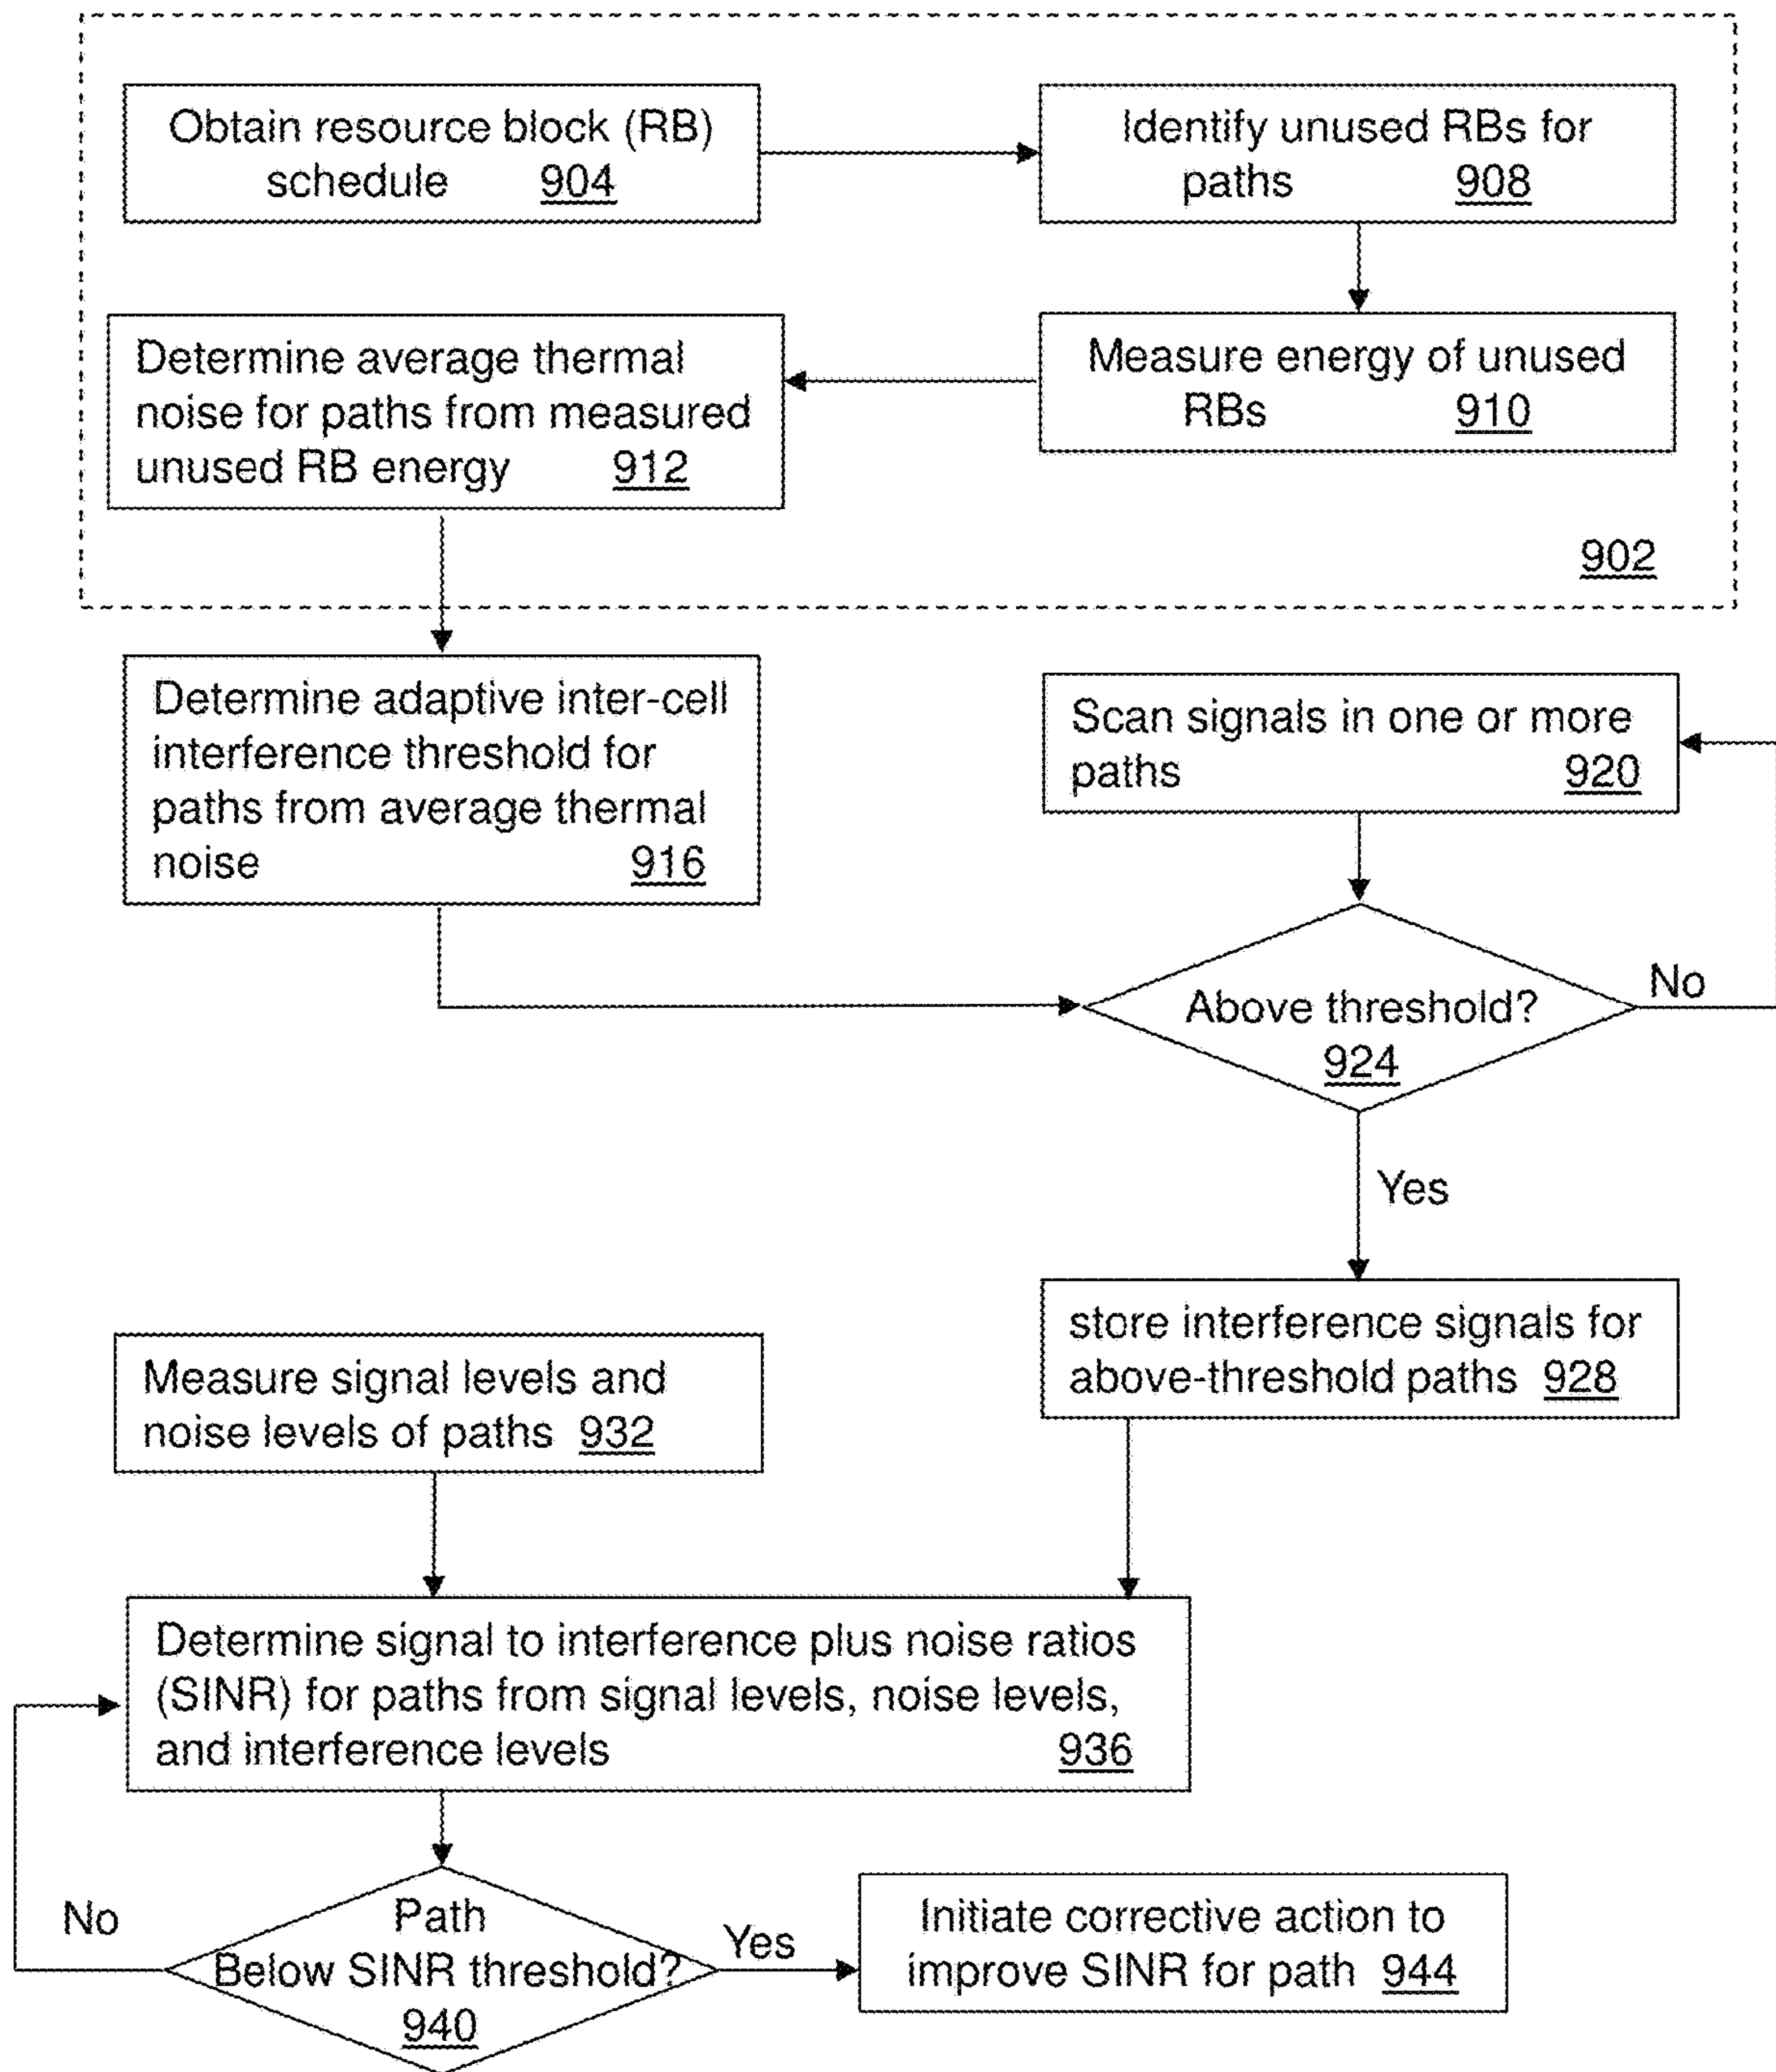 Obtain resource block (RB)
schedule 904
Identify unused RBs for
paths 908
Determine average thermal
noise for paths from measured
unused RB energy 912
Measure energy of unused
RBs 910
902
Determine adaptive inter-cell
interference threshold for
paths from average thermal
noise 916
Scan signals in one or more
paths 920
Above threshold?
924
No
Yes
store interference signals for
above-threshold paths 928
Measure signal levels and
noise levels of paths 932
Determine signal to interference plus noise ratios
(SINR) for paths from signal levels, noise levels,
and interference levels 936
No
Path
Below SINR threshold?
940
Yes
Initiate corrective action to
improve SINR for path 944